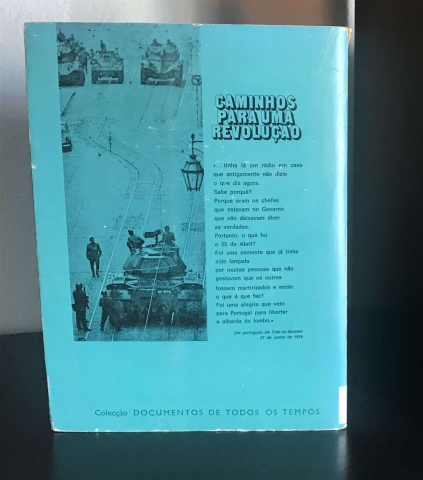 CAMINHOS
PARA UMA
REVOLUÇÃO
«... tinha lá um rádio em casa
que antigamente não dizia
o que diz agora.
Sabe porquê?
Porque eram os chefes
que estavam no Governo
que não deixavam dizer
as verdades.
Portanto, o que foi
o 25 de Abril?
Foi uma semente que já tinha
sido lançada
por muitas pessoas que não
gostavam que os outros
fossem martirizados e então
o que é que fez?
Foi uma alegria que veio
para Portugal para libertar
a albarda do lombo.»
Um português de Trás-os-Montes
27 de Junho de 1974
Colecção DOCUMENTOS DE TODOS OS TEMPOS